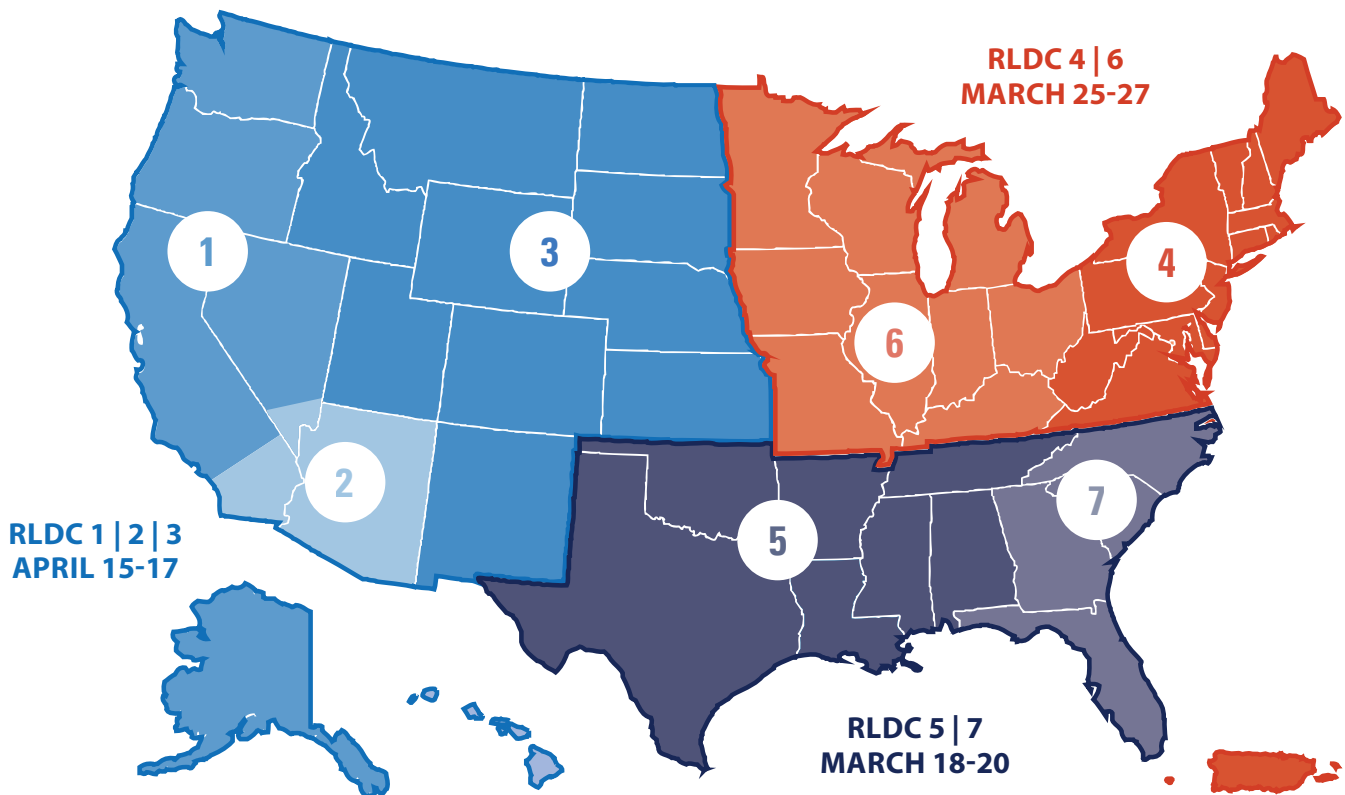 RLDC 4 | 6
MARCH 25-27
1
3
4
6
2
7
5
RLDC 1 | 2 | 3
APRIL 15-17
RLDC 5 | 7
MARCH 18-20